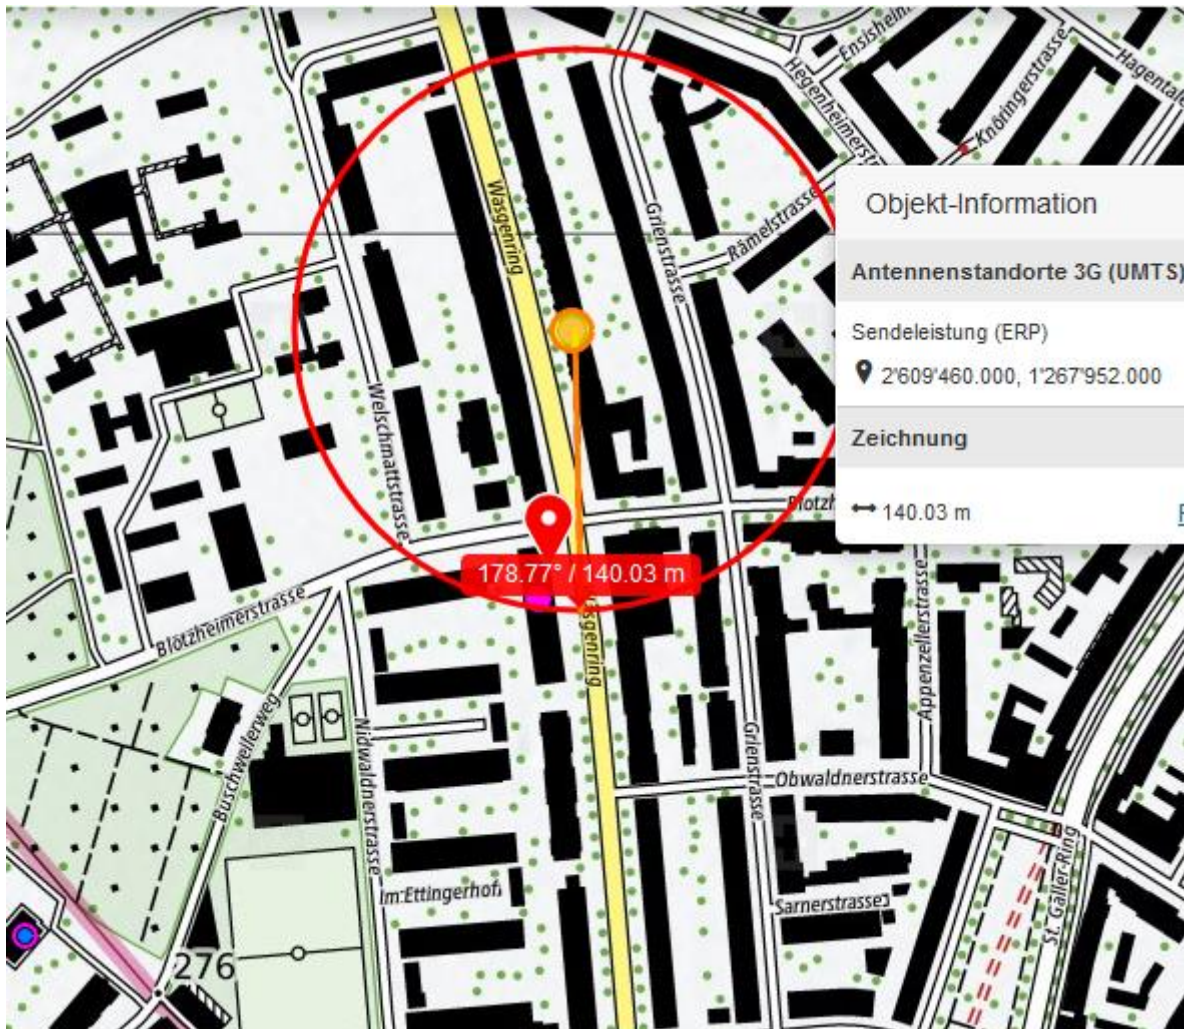 Ensisheim
Knöringerstrasse
Hagentale
Hegenheimerstr
Wasgenring
Grienstrasse
Rämelstrasse
Objekt-Information
Antennenstandorte 3G (UMTS)
Sendeleistung (ERP)
2'609'460.000, 1'267'952.000
Zeichnung
140.03 m
Welschmattstrasse
Blotzh
178.77° / 140.03 m
Blotzheimerstrasse
Wasgenring
Appenzellerstrasse
Buschweilerweg
Nidwaldnerstrasse
Grienstrasse
Obwaldnerstrasse
Im Ettingerhof
Sarnerstrasse
St. Galler-Ring
276